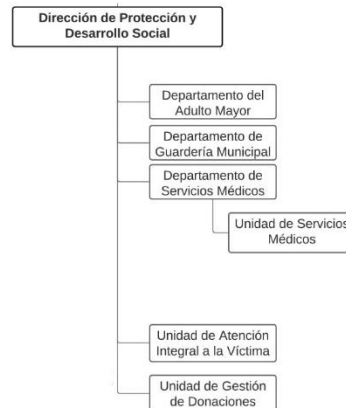 Dirección de Protección y
Desarrollo Social
Departamento del
Adulto Mayor
Departamento de
Guardería Municipal
Departamento de
Servicios Médicos
Unidad de Servicios
Médicos
Unidad de Atención
Integral a la Víctima
Unidad de Gestión
de Donaciones